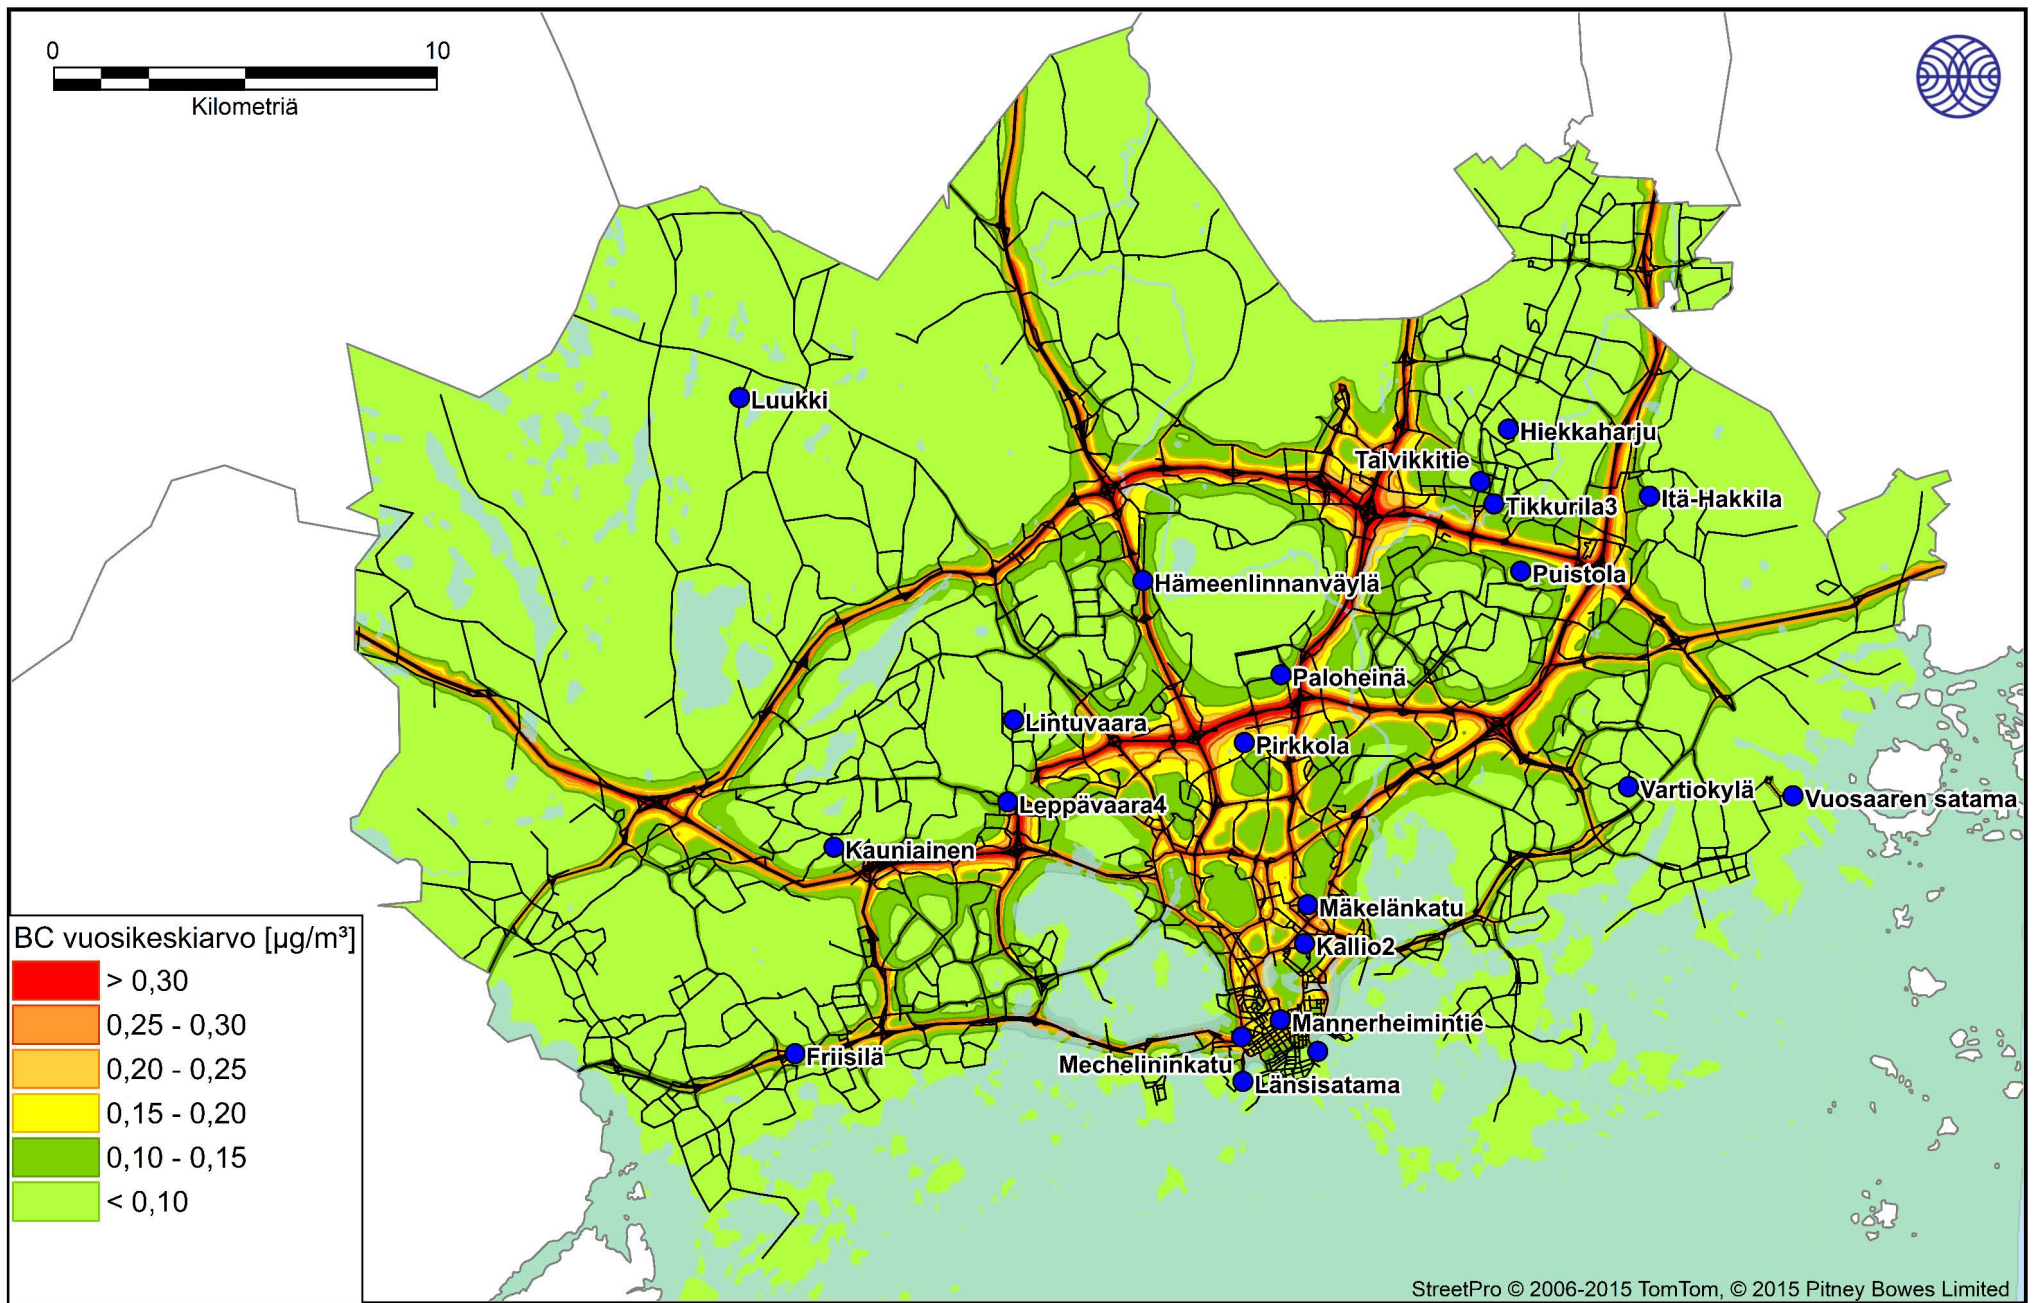 0 10
Kilometriä
Luukki
Hiekkaharju
Talvikkitie
Itä-Hakkila
Tikkurila3
Puistola
Hämeenlinnanväylä
Paloheinä
Lintuvaara
Pirkkola
Vartiokylä
Vuosaaren satama
Leppävaara4
Kauniainen
Mäkelänkatu
Kallio2
Mannerheimintie
Friisilä
Mechelininkatu
Länsisatama
BC vuosikeskiarvo [µg/m³]
> 0,30
0,25 - 0,30
0,20 - 0,25
0,15 - 0,20
0,10 - 0,15
< 0,10
StreetPro © 2006-2015 TomTom, © 2015 Pitney Bowes Limited